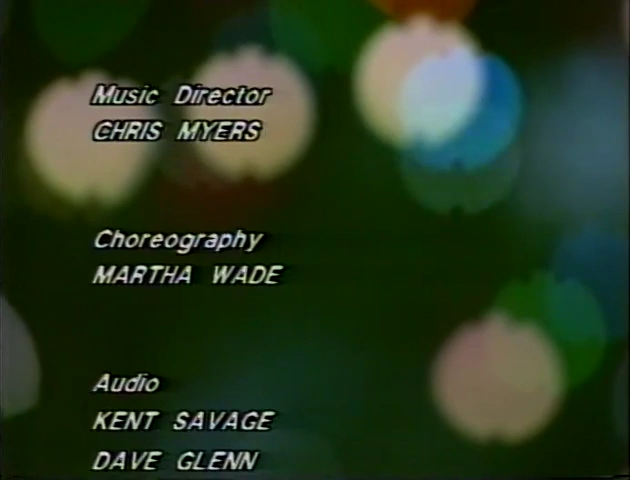 Music Director
CHRIS MYERS
Choreography
MARTHA WADE
Audio
KENT SAVAGE
DAVE GLENN